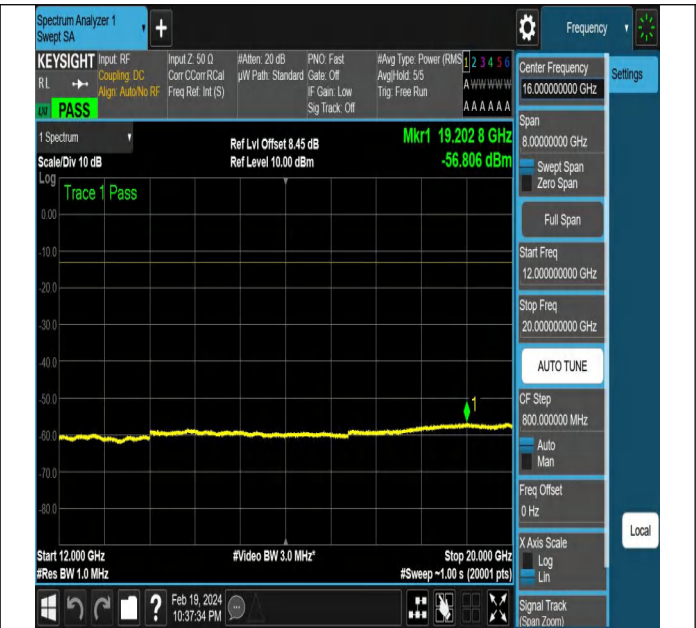 Spectrum Analyzer 1
Swept SA
Frequency
KEYSIGHT
RL
PASS
Input: RF
Coupling: DC
Align: Auto/No RF
Input Z: 50 Ω
Corr CCorr RCal
Freq Ref: Int (S)
#Atten: 20 dB
µW Path: Standard
PNO: Fast
Gate: Off
IF Gain: Low
Sig Track: Off
#Avg Type: Power (RMS
Avg|Hold: 5/5
Trig: Free Run
1 2 3 4 5 6
A W W W W W
A A A A A A
Center Frequency
16.000000000 GHz
Settings
Span
8.00000000 GHz
Swept Span
Zero Span
Full Span
Start Freq
12.000000000 GHz
Stop Freq
20.000000000 GHz
AUTO TUNE
CF Step
800.000000 MHz
Auto
Man
Freq Offset
0 Hz
X Axis Scale
Log
Lin
Signal Track
(Span Zoom)
Local
1 Spectrum
Scale/Div 10 dB
Ref Lvl Offset 8.45 dB
Ref Level 10.00 dBm
Mkr1 19.202 8 GHz
-56.806 dBm
Log
Trace 1 Pass
0.00
-10.0
-20.0
-30.0
-40.0
-50.0
-60.0
-70.0
-80.0
1
Start 12.000 GHz
#Res BW 1.0 MHz
#Video BW 3.0 MHz*
Stop 20.000 GHz
#Sweep ~1.00 s (20001 pts)
?
Feb 19, 2024
10:37:34 PM